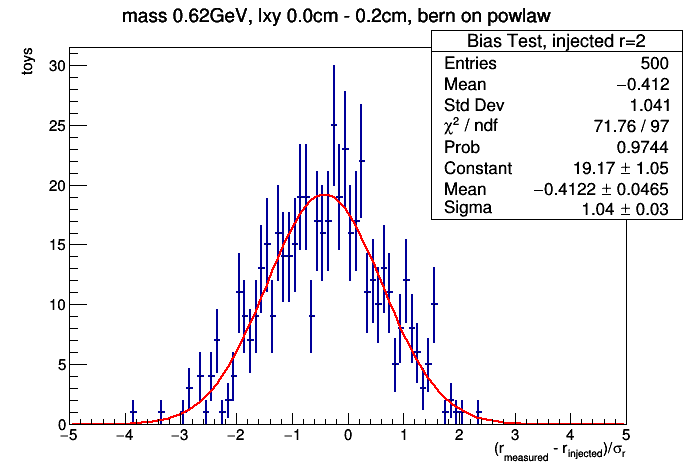 mass 0.62GeV, lxy 0.0cm - 0.2cm, bern on powlaw
Bias Test, injected r=2
Entries 500
Mean −0.412
Std Dev 1.041
χ² / ndf 71.76 / 97
Prob 0.9744
Constant 19.17 ± 1.05
Mean −0.4122 ± 0.0465
Sigma 1.04 ± 0.03
toys
30
25
20
15
10
5
0
−5 −4 −3 −2 −1 0 1 2 3 4 5
(r_measured - r_injected)/σ_r